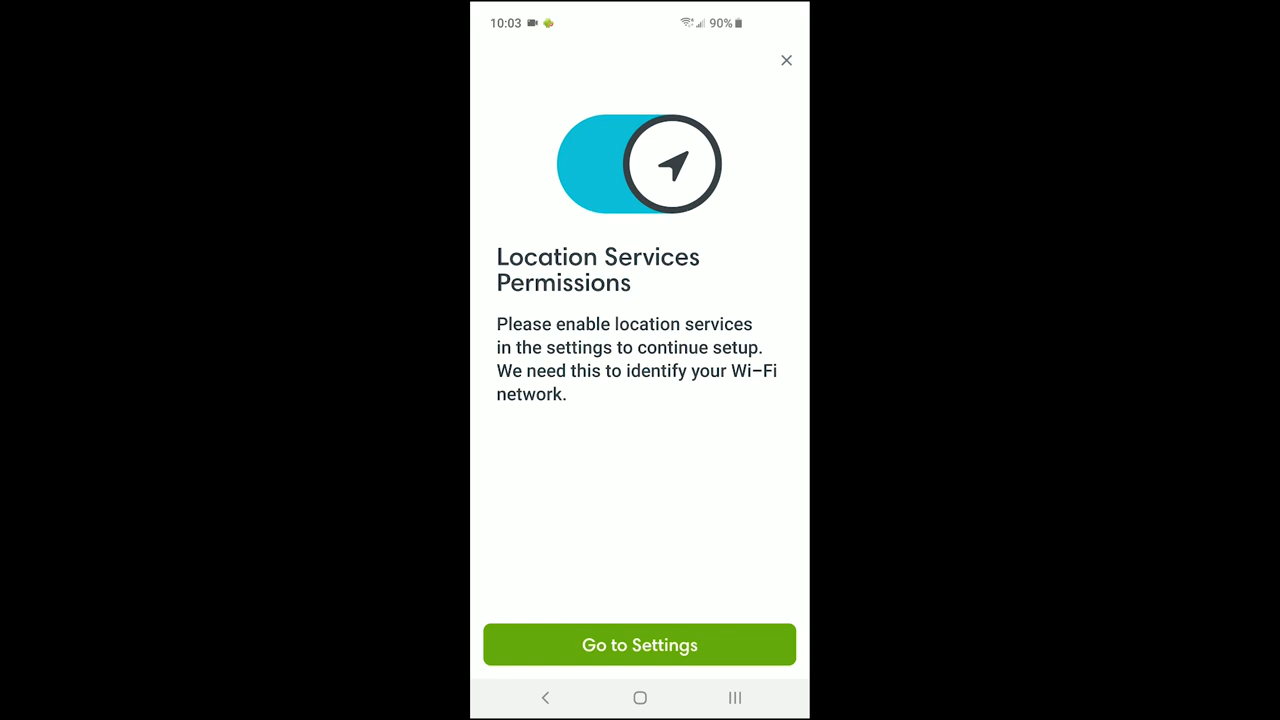 10:03 90%
Location Services
Permissions
Please enable location services
in the settings to continue setup.
We need this to identify your Wi-Fi
network.
Go to Settings